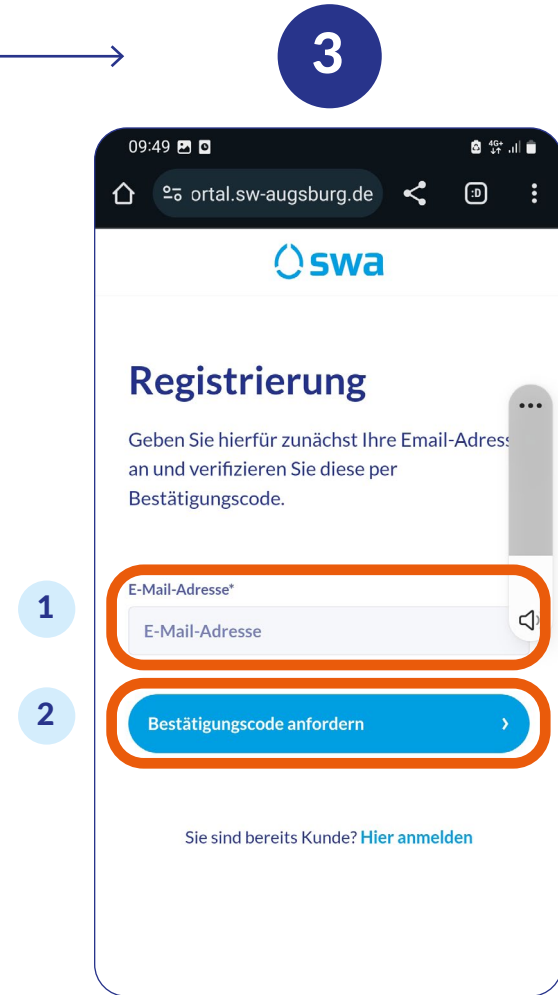 3
09:49
4G+
ortal.sw-augsburg.de
:D
swa
Registrierung
Geben Sie hierfür zunächst Ihre Email-Adress
an und verifizieren Sie diese per
Bestätigungscode.
1
E-Mail-Adresse*
E-Mail-Adresse
2
Bestätigungscode anfordern
Sie sind bereits Kunde? Hier anmelden